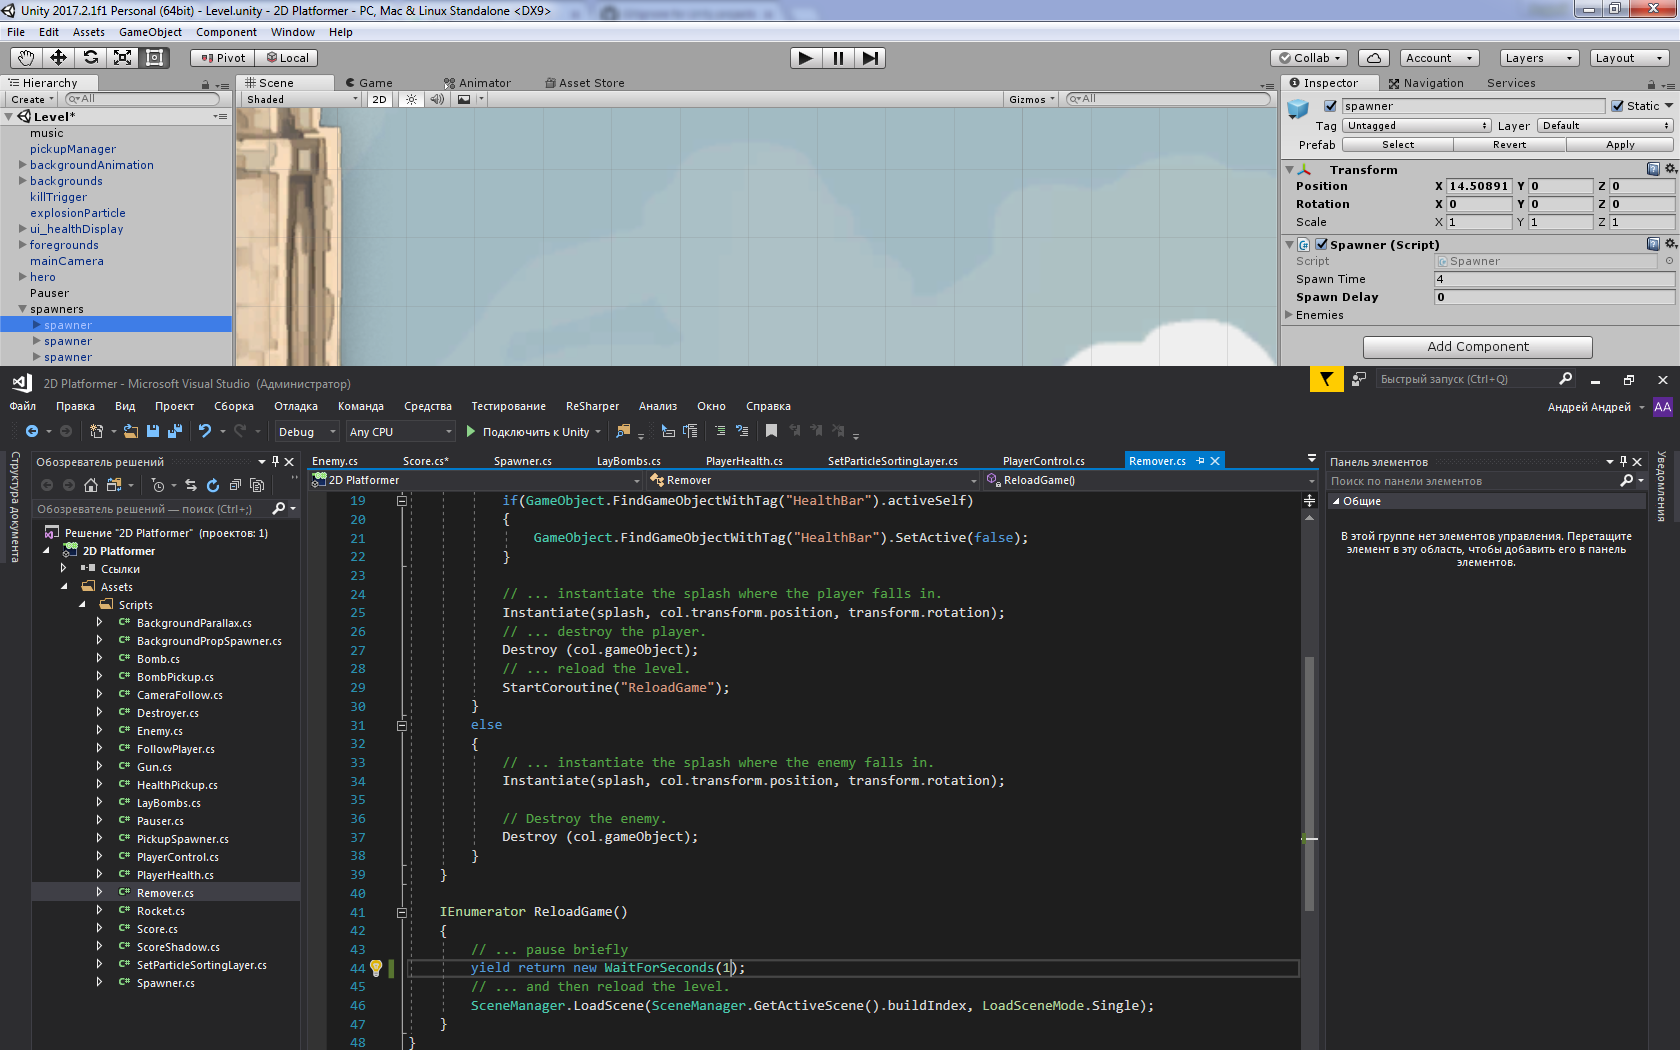 Unity 2017.2.1f1 Personal (64bit) - Level.unity - 2D Platformer - PC, Mac & Linux Standalone <DX9>
File Edit Assets GameObject Component Window Help
Pivot Local Collab Account Layers Layout
Hierarchy Scene Game Animator Asset Store Inspector Navigation Services
Create All Shaded 2D Gizmos All
Level*
music
pickupManager
backgroundAnimation
backgrounds
killTrigger
explosionParticle
ui_healthDisplay
foregrounds
mainCamera
hero
Pauser
spawners
spawner
spawner
spawner
spawner Static
Tag Untagged Layer Default
Prefab Select Revert Apply
Transform
Position X 14.50891 Y 0 Z 0
Rotation X 0 Y 0 Z 0
Scale X 1 Y 1 Z 1
Spawner (Script)
Script Spawner
Spawn Time 4
Spawn Delay 0
Enemies
Add Component
2D Platformer - Microsoft Visual Studio (Администратор) Быстрый запуск (Ctrl+Q)
Файл Правка Вид Проект Сборка Отладка Команда Средства Тестирование ReSharper Анализ Окно Справка Андрей Андрей АА
Debug Any CPU Подключить к Unity
Структура документа
Обозреватель решений
Обозреватель решений — поиск (Ctrl+;)
Решение "2D Platformer" (проектов: 1)
2D Platformer
Ссылки
Assets
Scripts
C# BackgroundParallax.cs
C# BackgroundPropSpawner.cs
C# Bomb.cs
C# BombPickup.cs
C# CameraFollow.cs
C# Destroyer.cs
C# Enemy.cs
C# FollowPlayer.cs
C# Gun.cs
C# HealthPickup.cs
C# LayBombs.cs
C# Pauser.cs
C# PickupSpawner.cs
C# PlayerControl.cs
C# PlayerHealth.cs
C# Remover.cs
C# Rocket.cs
C# Score.cs
C# ScoreShadow.cs
C# SetParticleSortingLayer.cs
C# Spawner.cs
Enemy.cs Score.cs* Spawner.cs LayBombs.cs PlayerHealth.cs SetParticleSortingLayer.cs PlayerControl.cs Remover.cs
2D Platformer Remover ReloadGame()
19 if(GameObject.FindGameObjectWithTag("HealthBar").activeSelf)
20 {
21 GameObject.FindGameObjectWithTag("HealthBar").SetActive(false);
22 }
23
24 // ... instantiate the splash where the player falls in.
25 Instantiate(splash, col.transform.position, transform.rotation);
26 // ... destroy the player.
27 Destroy (col.gameObject);
28 // ... reload the level.
29 StartCoroutine("ReloadGame");
30 }
31 else
32 {
33 // ... instantiate the splash where the enemy falls in.
34 Instantiate(splash, col.transform.position, transform.rotation);
35
36 // Destroy the enemy.
37 Destroy (col.gameObject);
38 }
39 }
40
41 IEnumerator ReloadGame()
42 {
43 // ... pause briefly
44 yield return new WaitForSeconds(1);
45 // ... and then reload the level.
46 SceneManager.LoadScene(SceneManager.GetActiveScene().buildIndex, LoadSceneMode.Single);
47 }
48 }
Панель элементов
Поиск по панели элементов
Общие
В этой группе нет элементов управления. Перетащите
элемент в эту область, чтобы добавить его в панель
элементов.
Уведомления